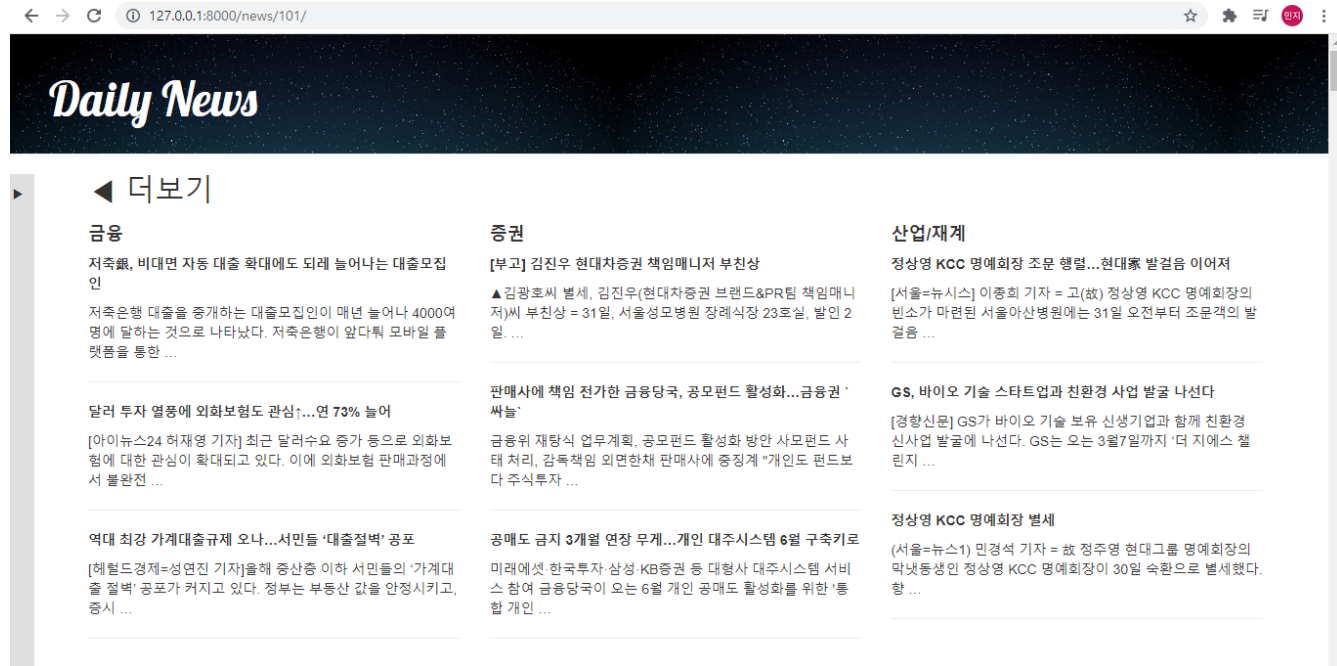 127.0.0.1:8000/news/101/
민지
Daily News
◀ 더보기
금융
저축銀, 비대면 자동 대출 확대에도 되레 늘어나는 대출모집
인
저축은행 대출을 중개하는 대출모집인이 매년 늘어나 4000여
명에 달하는 것으로 나타났다. 저축은행이 앞다퉈 모바일 플
랫폼을 통한 …
달러 투자 열풍에 외화보험도 관심↑…연 73% 늘어
[아이뉴스24 허재영 기자] 최근 달러수요 증가 등으로 외화보
험에 대한 관심이 확대되고 있다. 이에 외화보험 판매과정에
서 불완전 …
역대 최강 가계대출규제 오나…서민들 ‘대출절벽’ 공포
[헤럴드경제=성연진 기자]올해 중산층 이하 서민들의 ‘가계대
출 절벽’ 공포가 커지고 있다. 정부는 부동산 값을 안정시키고,
증시 …
증권
[부고] 김진우 현대차증권 책임매니저 부친상
▲김광호씨 별세, 김진우(현대차증권 브랜드&PR팀 책임매니
저)씨 부친상 = 31일, 서울성모병원 장례식장 23호실, 발인 2
일. …
판매사에 책임 전가한 금융당국, 공모펀드 활성화…금융권 `
싸늘`
금융위 재탕식 업무계획, 공모펀드 활성화 방안 사모펀드 사
태 처리, 감독책임 외면한채 판매사에 중징계 "개인도 펀드보
다 주식투자 …
공매도 금지 3개월 연장 무게…개인 대주시스템 6월 구축키로
미래에셋·한국투자·삼성·KB증권 등 대형사 대주시스템 서비
스 참여 금융당국이 오는 6월 개인 공매도 활성화를 위한 '통
합 개인 …
산업/재계
정상영 KCC 명예회장 조문 행렬…현대家 발걸음 이어져
[서울=뉴시스] 이종희 기자 = 고(故) 정상영 KCC 명예회장의
빈소가 마련된 서울아산병원에는 31일 오전부터 조문객의 발
걸음 …
GS, 바이오 기술 스타트업과 친환경 사업 발굴 나선다
[경향신문] GS가 바이오 기술 보유 신생기업과 함께 친환경
신사업 발굴에 나선다. GS는 오는 3월7일까지 ‘더 지에스 챌
린지 …
정상영 KCC 명예회장 별세
(서울=뉴스1) 민경석 기자 = 故 정주영 현대그룹 명예회장의
막냇동생인 정상영 KCC 명예회장이 30일 숙환으로 별세했다.
향 …